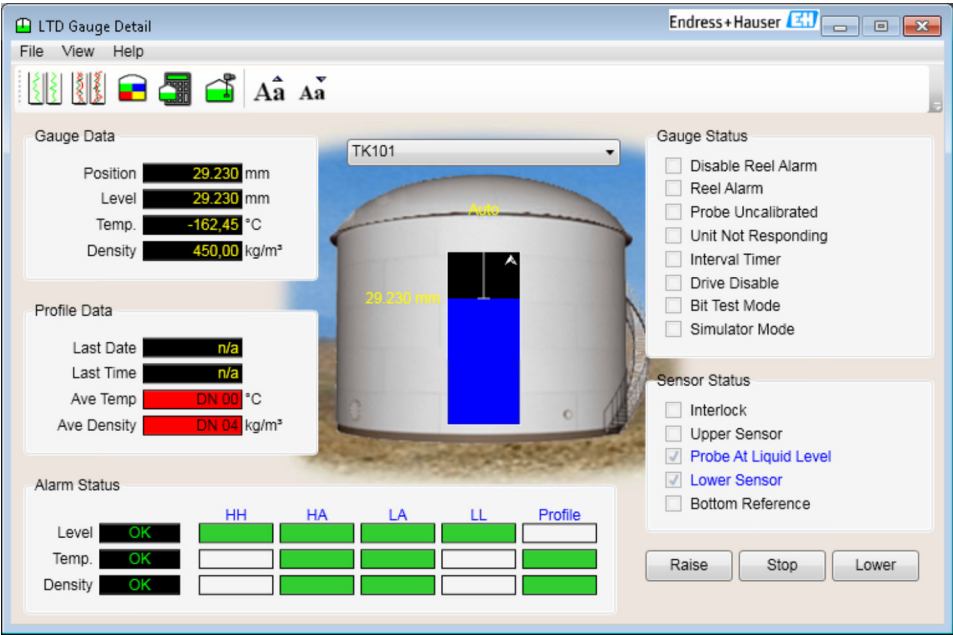 LTD Gauge Detail
Endress+Hauser EH
File View Help
Aa Aa
Gauge Data
Position 29.230 mm
Level 29.230 mm
Temp. -162,45 °C
Density 450,00 kg/m³
Profile Data
Last Date n/a
Last Time n/a
Ave Temp DN 00 °C
Ave Density DN 04 kg/m³
TK101
Auto
29.230 mm
Gauge Status
Disable Reel Alarm
Reel Alarm
Probe Uncalibrated
Unit Not Responding
Interval Timer
Drive Disable
Bit Test Mode
Simulator Mode
Sensor Status
Interlock
Upper Sensor
Probe At Liquid Level
Lower Sensor
Bottom Reference
Alarm Status
HH HA LA LL Profile
Level OK
Temp. OK
Density OK
Raise Stop Lower